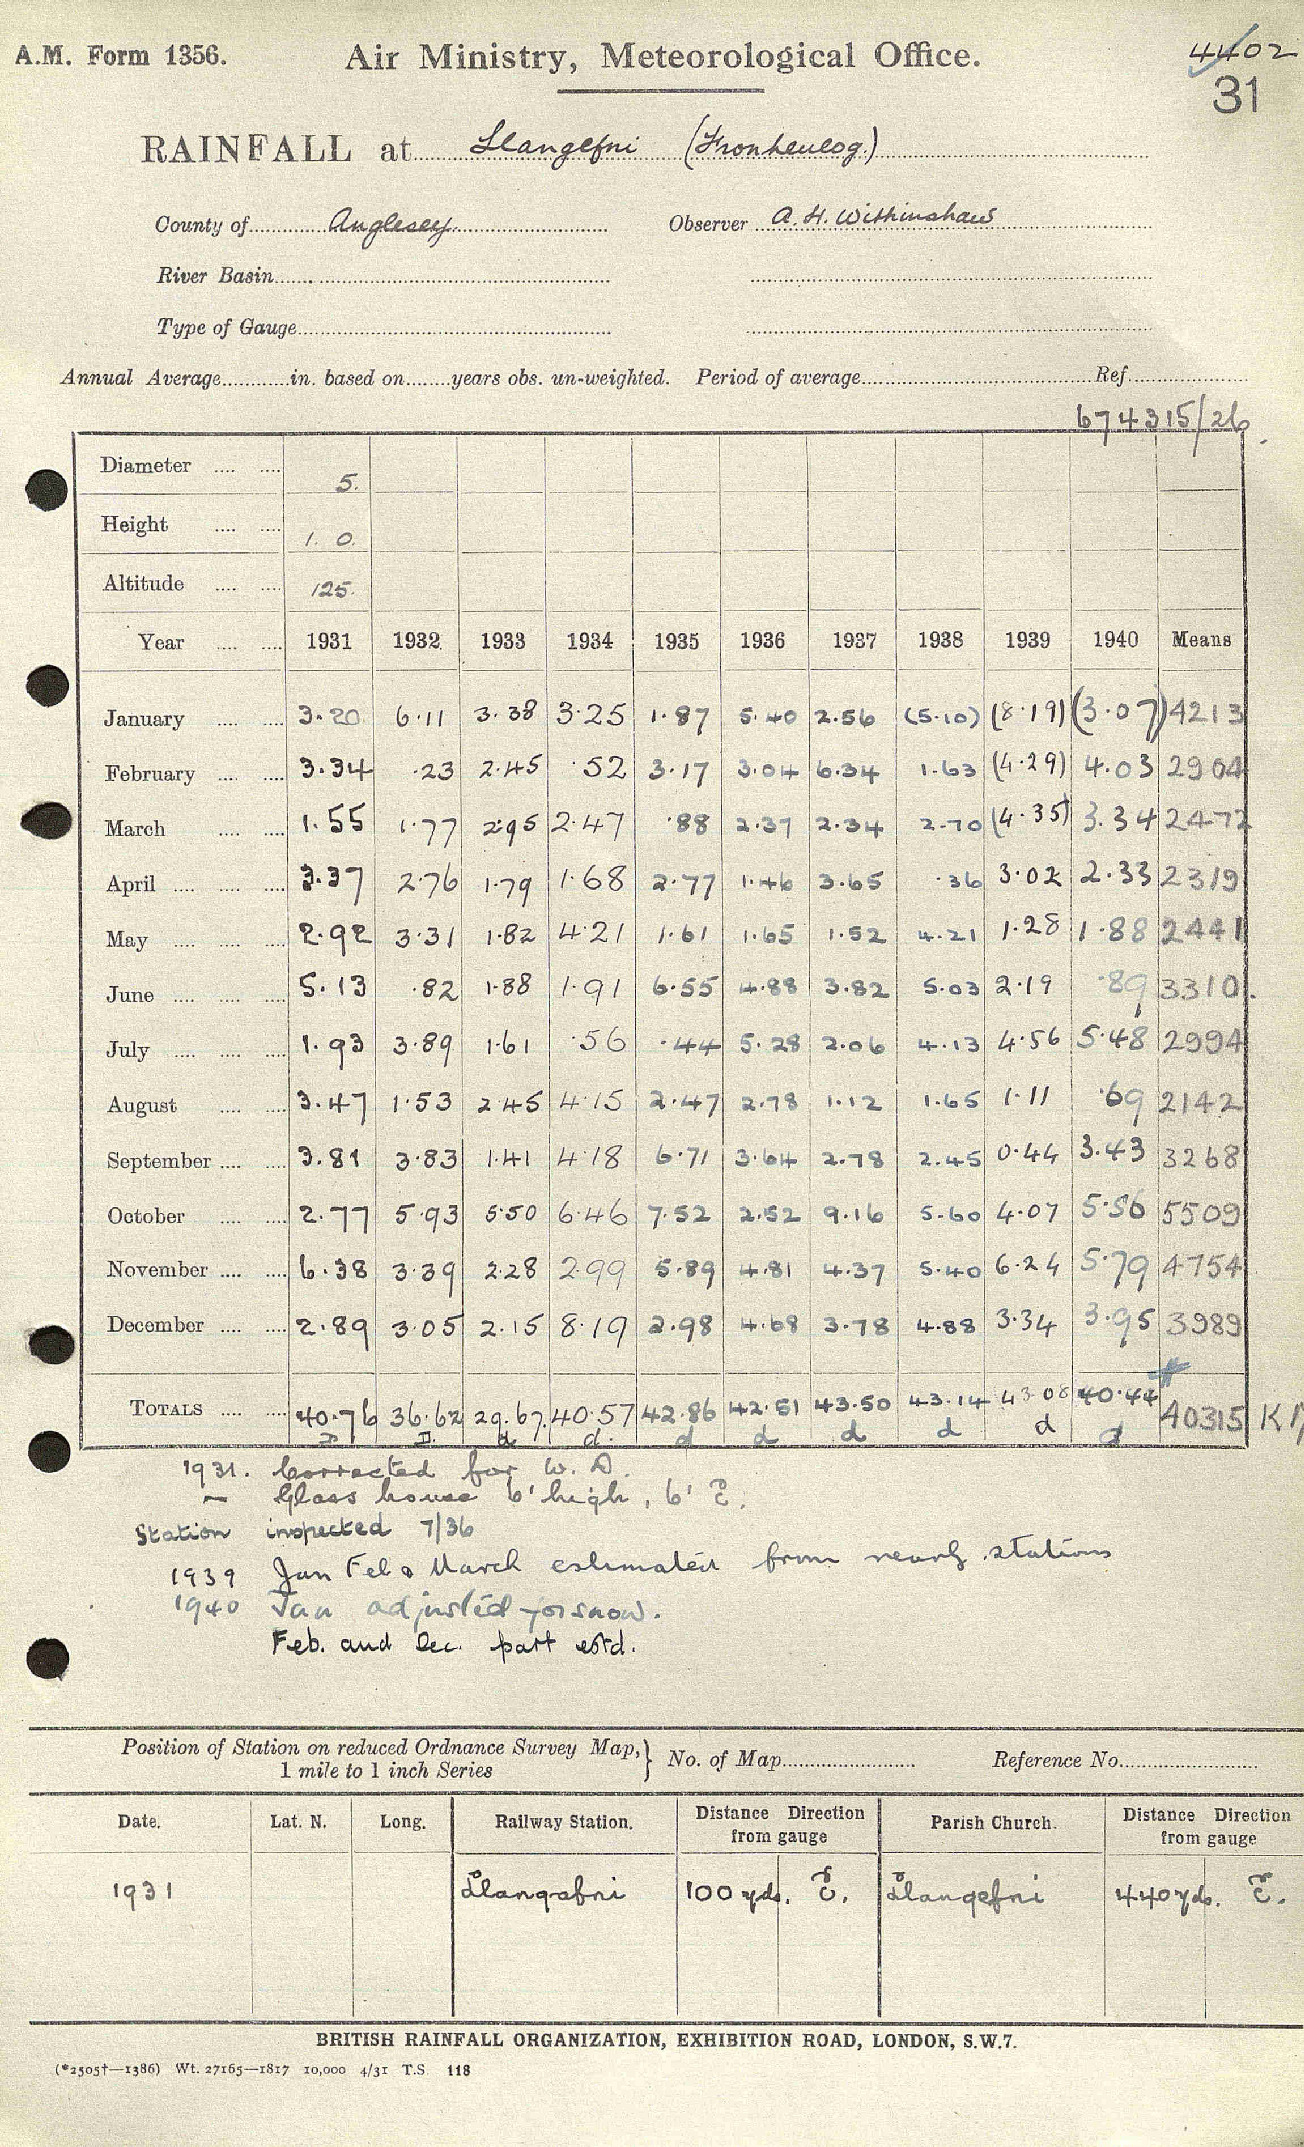 A.M. Form 1356.
Air Ministry, Meteorological Office.
4402
31
RAINFALL at Llangefni (Fronheulog.)
County of Anglesey Observer A. H. Withinshaw
River Basin
Type of Gauge
Annual Average in. based on years obs. un-weighted. Period of average Ref
674315/26
Diameter 5.
Height 1. 0.
Altitude 125.
Year 1931 1932 1933 1934 1935 1936 1937 1938 1939 1940 Means
January 3.20 6.11 3.38 3.25 1.87 5.40 2.56 (5.10) (8.19) (3.07) 4213
February 3.34 .23 2.45 .52 3.17 3.04 6.34 1.63 (4.29) 4.03 2904
March 1.55 1.77 2.95 2.47 .88 2.37 2.34 2.70 (4.35) 3.34 2472
April 3.37 2.76 1.79 1.68 2.77 1.46 3.65 .36 3.02 2.33 2319
May 2.92 3.31 1.82 4.21 1.61 1.65 1.52 4.21 1.28 1.88 2441
June 5.13 .82 1.88 1.91 6.55 4.88 3.82 5.03 2.19 .89 3310.
July 1.93 3.89 1.61 .56 .44 5.28 2.06 4.13 4.56 5.48 2994
August 3.47 1.53 2.45 4.15 2.47 2.78 1.12 1.65 1.11 .69 2142
September 3.81 3.83 1.41 4.18 6.71 3.64 2.78 2.45 0.44 3.43 3268
October 2.77 5.93 5.50 6.46 7.52 2.52 9.16 5.60 4.07 5.56 5509
November 6.38 3.39 2.28 2.99 5.89 4.81 4.37 5.40 6.24 5.79 4754
December 2.89 3.05 2.15 8.19 2.98 4.68 3.78 4.88 3.34 3.95 3989
TOTALS 40.76 36.62 29.67. 40.57 42.86 42.51 43.50 43.14 43.08 40.44 40315
D D. d d. d d d d d d
1931. Corrected for W. D.
— Glass house 6' high, 6' E.
Station inspected 7/36
1939 Jan Feb & March estimated from nearby stations
1940 Jan adjusted for snow.
Feb. and Dec. part estd.
Position of Station on reduced Ordnance Survey Map, } No. of Map Reference No.
1 mile to 1 inch Series
Date. Lat. N. Long. Railway Station. Distance Direction from gauge Parish Church. Distance Direction from gauge
1931 Llangefni 100 yds. E. Llangefni 440 yds. E.
BRITISH RAINFALL ORGANIZATION, EXHIBITION ROAD, LONDON, S.W.7.
(*2505†—1386) Wt. 27165—1817 10,000 4/31 T.S. 118